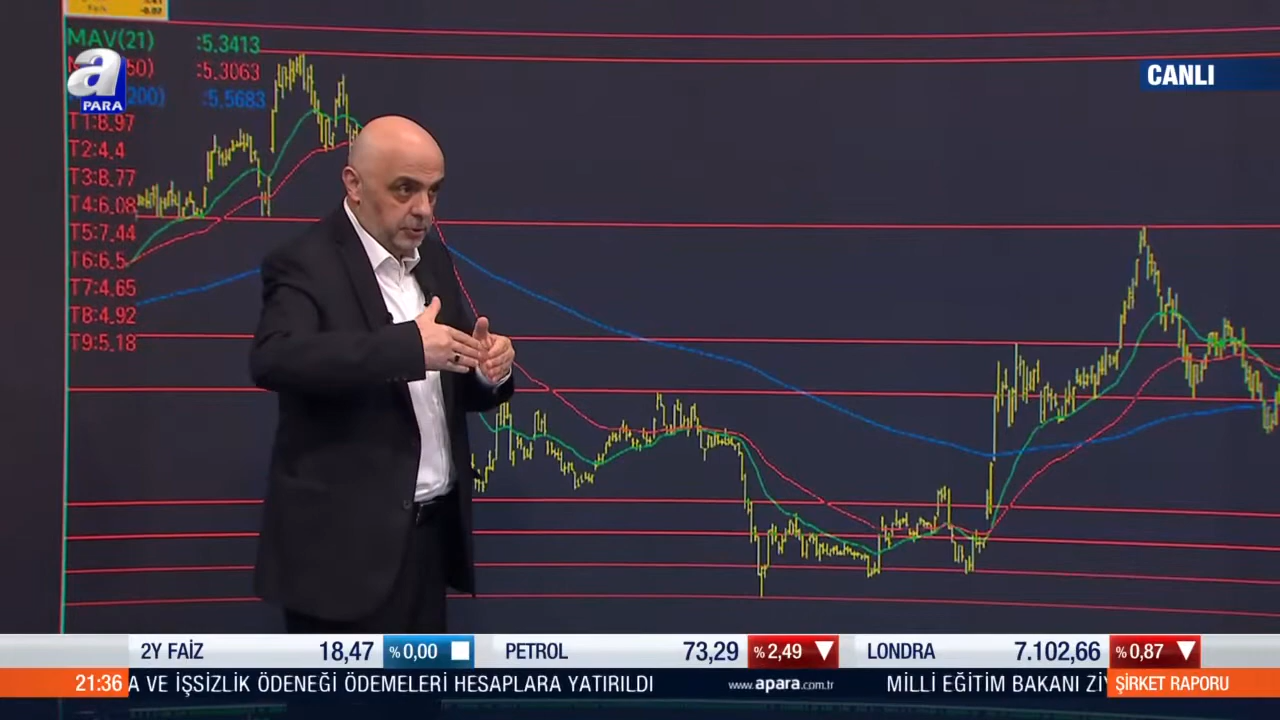 -0.02
MAV(21) :5.3413
50) :5.3063
200) :5.5683
a
PARA
T1:8.97
T2:4.4
T3:8.77
T4:6.08
T5:7.44
T6:6.5
T7:4.65
T8:4.92
T9:5.18
CANLI
2Y FAİZ 18,47 %0,00 PETROL 73,29 %2,49 LONDRA 7.102,66 %0,87
21:36 A VE İŞSİZLİK ÖDENEĞİ ÖDEMELERİ HESAPLARA YATIRILDI www.apara.com.tr MİLLİ EĞİTİM BAKANI ZİY ŞİRKET RAPORU